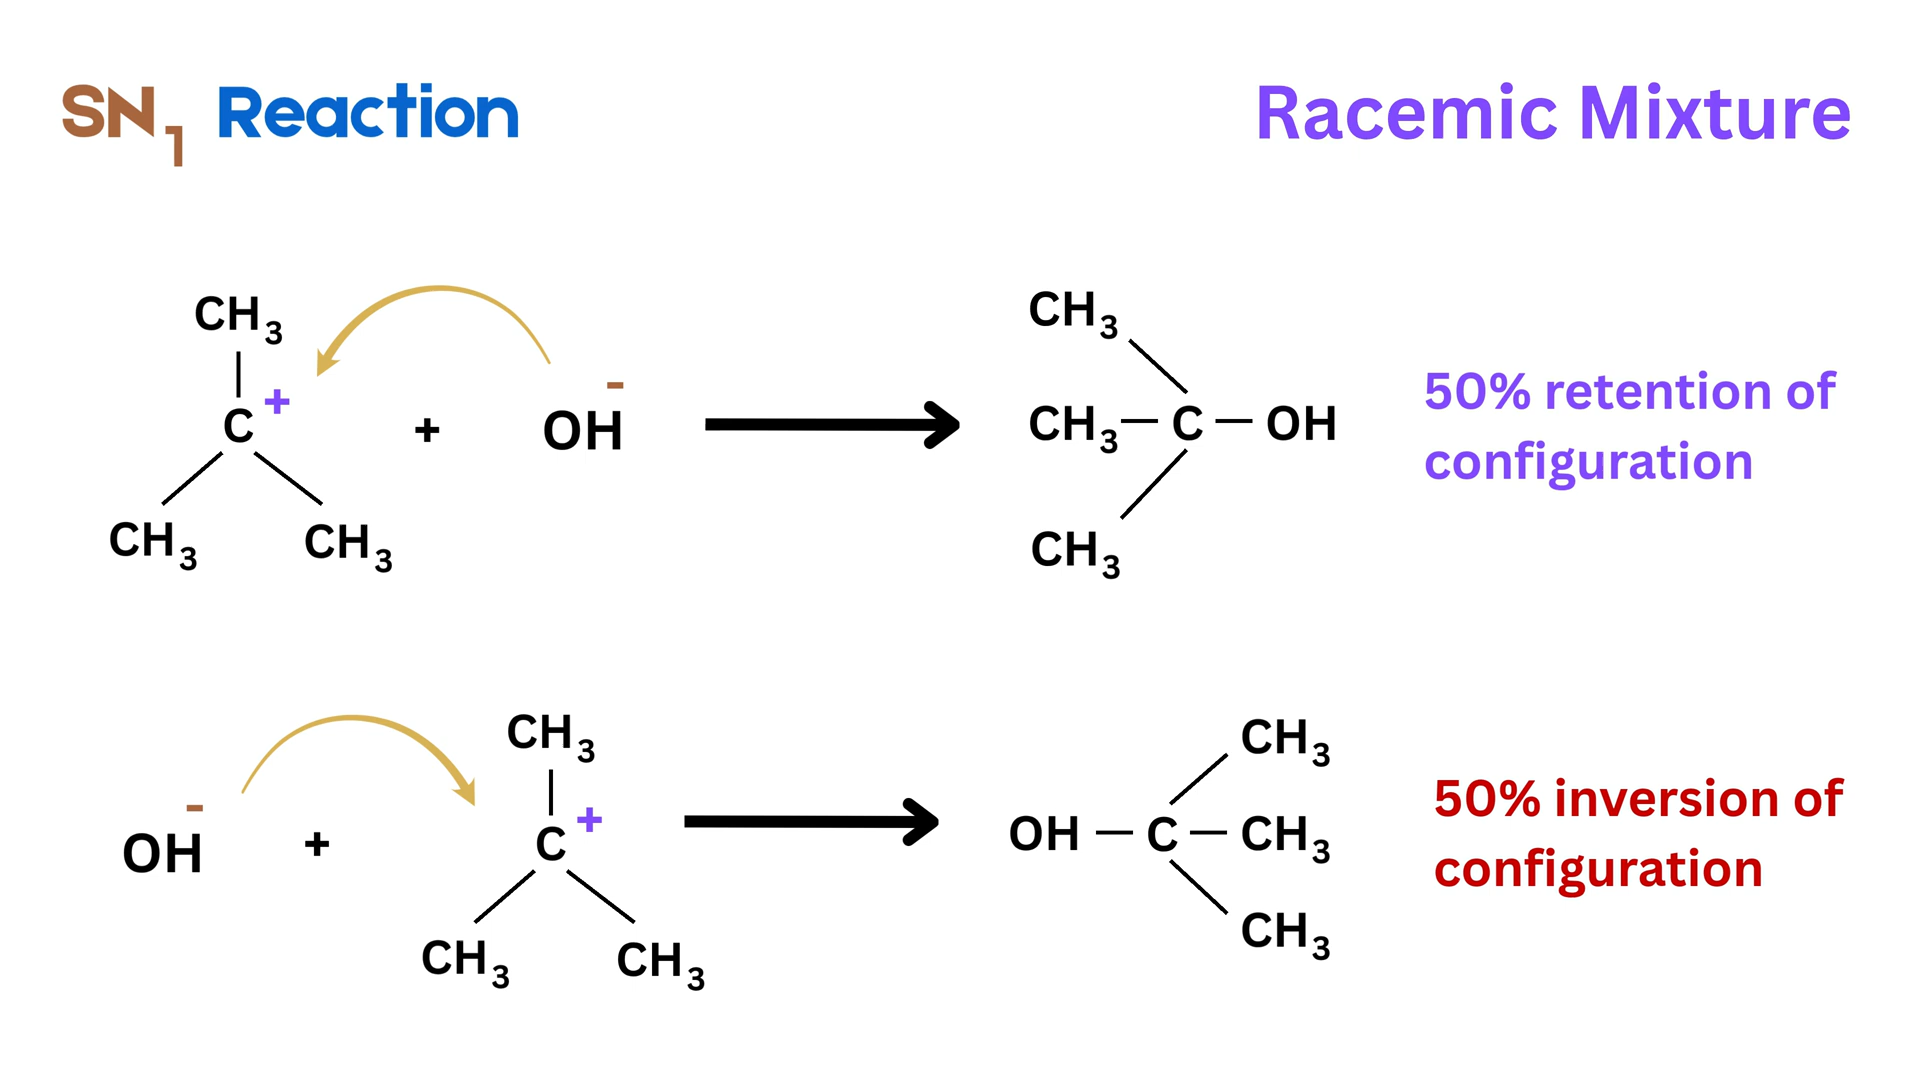 SN1 Reaction
Racemic Mixture
CH3
C+
CH3 CH3
+
OH-
CH3
CH3 C OH
CH3
50% retention of
configuration
OH-
+
CH3
C+
CH3 CH3
CH3
OH C CH3
CH3
50% inversion of
configuration